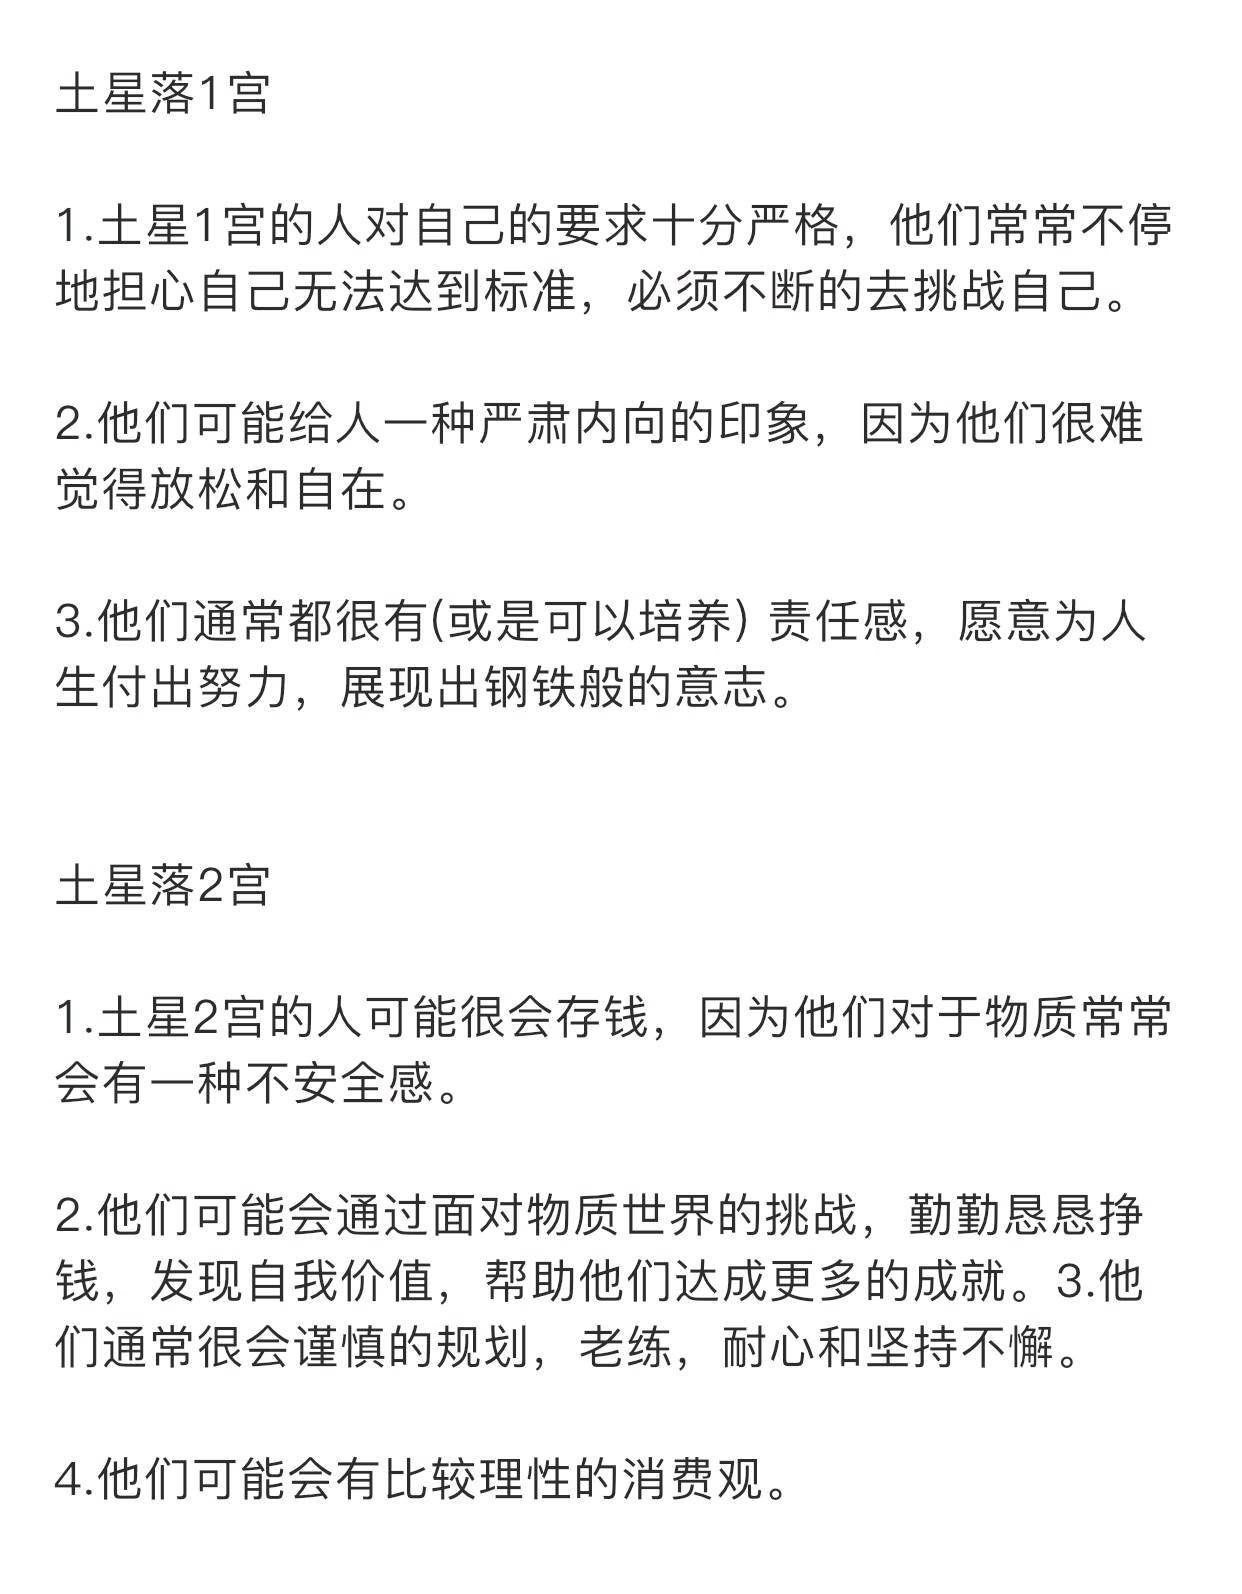 土星落1宫
1.土星1宫的人对自己的要求十分严格，他们常常不停
地担心自己无法达到标准，必须不断的去挑战自己。
2.他们可能给人一种严肃内向的印象，因为他们很难
觉得放松和自在。
3.他们通常都很有(或是可以培养) 责任感，愿意为人
生付出努力，展现出钢铁般的意志。
土星落2宫
1.土星2宫的人可能很会存钱，因为他们对于物质常常
会有一种不安全感。
2.他们可能会通过面对物质世界的挑战，勤勤恳恳挣
钱，发现自我价值，帮助他们达成更多的成就。3.他
们通常很会谨慎的规划，老练，耐心和坚持不懈。
4.他们可能会有比较理性的消费观。